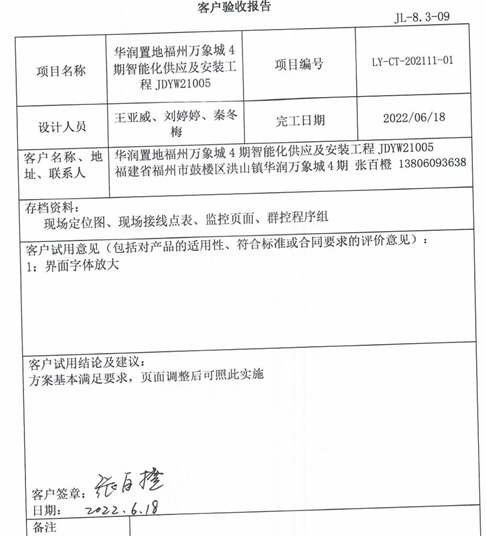 客户验收报告
JL-8.3-09
项目名称
华润置地福州万象城4
期智能化供应及安装工
程 JDYW21005
项目编号
LY-CT-202111-01
设计人员
王亚威、刘婷婷、秦冬
梅
完工日期
2022/06/18
客户名称、地
址、联系人
华润置地福州万象城4期智能化供应及安装工程JDYW21005
福建省福州市鼓楼区洪山镇华润万象城4期 张百橙 13806093638
存档资料：
现场定位图、现场接线点表、监控页面、群控程序组
客户试用意见（包括对产品的适用性、符合标准或合同要求的评价意见）：
1：界面字体放大
客户试用结论及建议：
方案基本满足要求，页面调整后可照此实施
客户签章：张百橙
日期：2022.6.18
备注